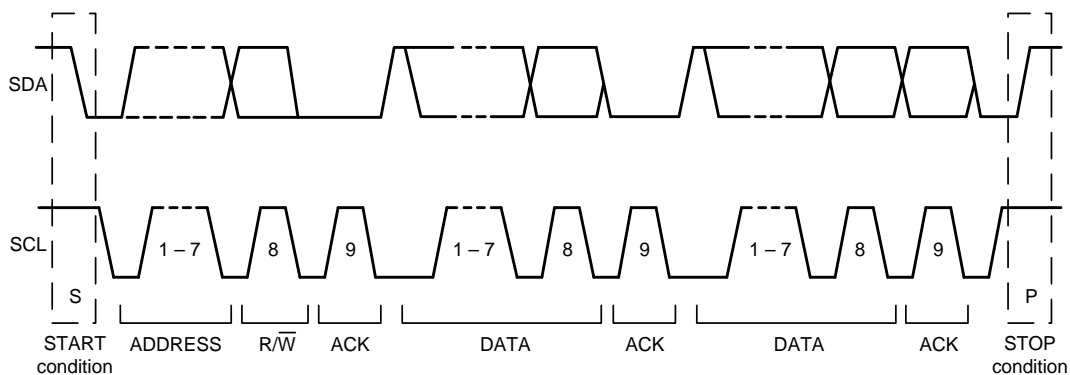 SDA
SCL
1 – 7 8 9 1 – 7 8 9 1 – 7 8 9
S P
START condition ADDRESS R/W̅ ACK DATA ACK DATA ACK STOP condition